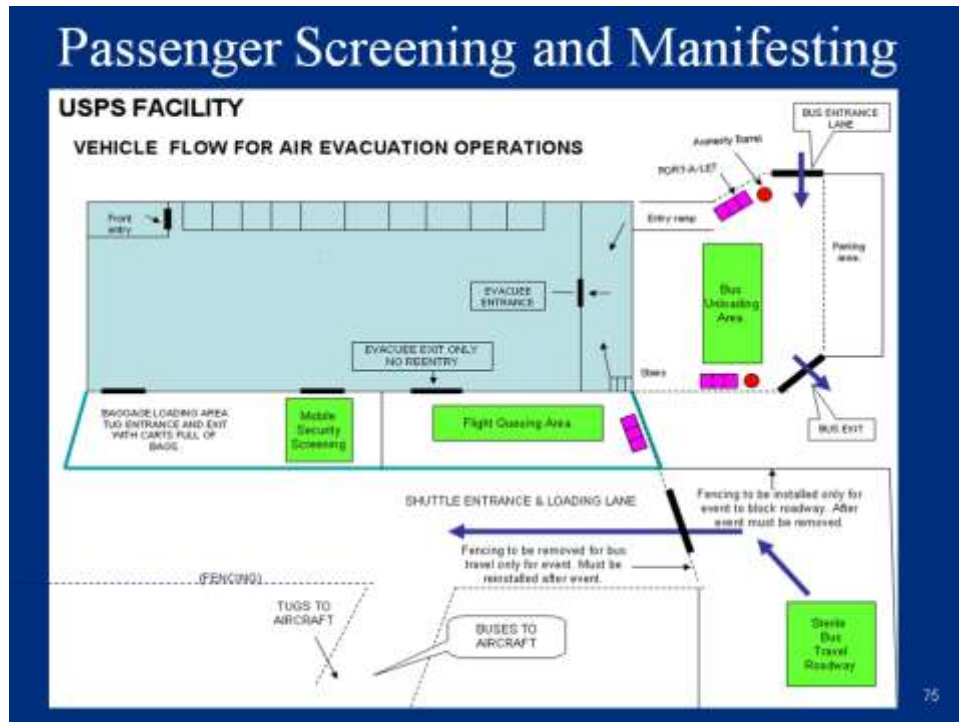 Passenger Screening and Manifesting
USPS FACILITY
VEHICLE FLOW FOR AIR EVACUATION OPERATIONS
BUS ENTRANCE
LANE
Amnesty Barrel
PORT-A-LET
Front
entry
Entry ramp
Parking
area.
EVACUEE
ENTRANCE
Bus
Unloading
Area.
EVACUEE EXIT ONLY
NO REENTRY
Stairs
BAGGAGE LOADING AREA
TUG ENTRANCE AND EXIT
WITH CARTS FULL OF
BAGS.
Mobile
Security
Screening
Flight Queuing Area
BUS EXIT
SHUTTLE ENTRANCE & LOADING LANE
Fencing to be installed only for
event to block roadway. After
event must be removed.
Fencing to be removed for bus
travel only for event. Must be
reinstalled after event.
(FENCING)
TUGS TO
AIRCRAFT
BUSES TO
AIRCRAFT
Sterile
Bus
Travel
Roadway
75